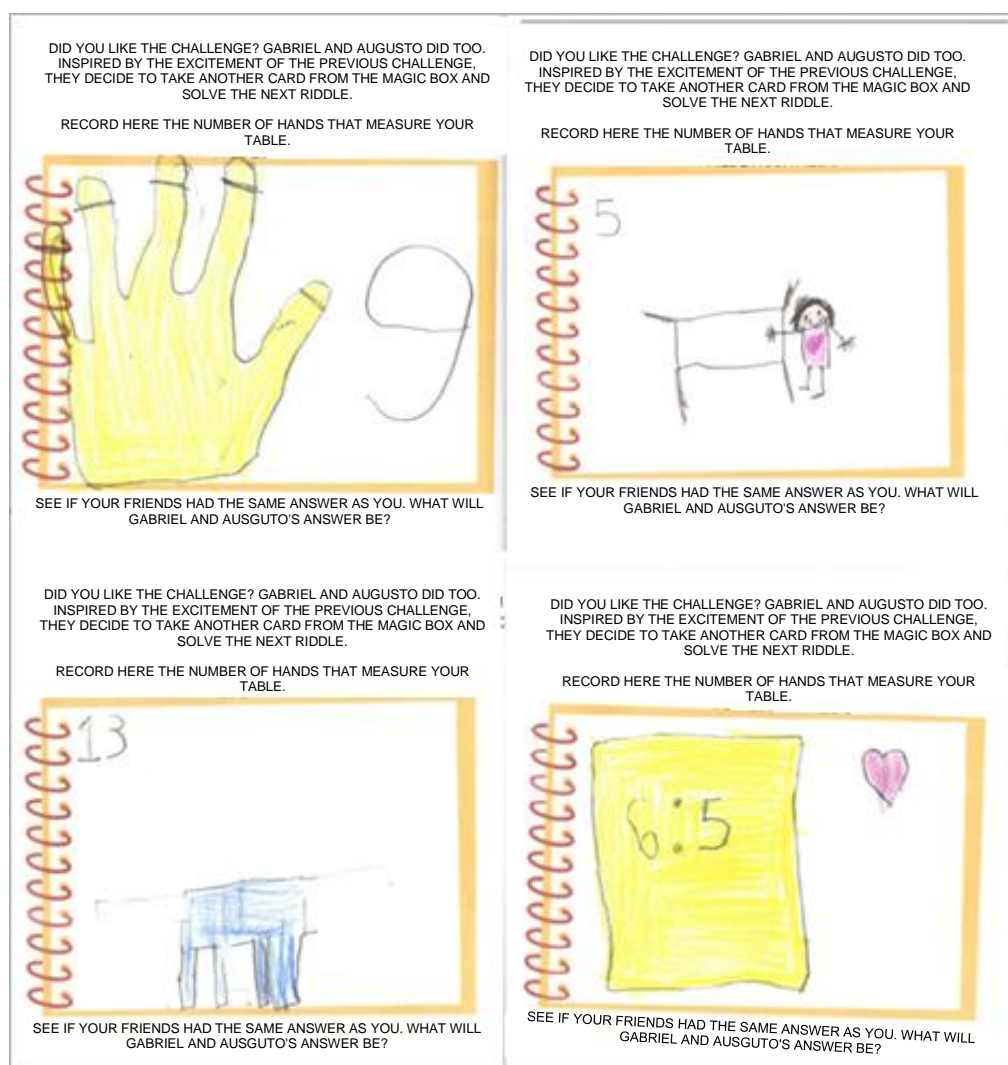 DID YOU LIKE THE CHALLENGE? GABRIEL AND AUGUSTO DID TOO.
INSPIRED BY THE EXCITEMENT OF THE PREVIOUS CHALLENGE,
THEY DECIDE TO TAKE ANOTHER CARD FROM THE MAGIC BOX AND
SOLVE THE NEXT RIDDLE.
RECORD HERE THE NUMBER OF HANDS THAT MEASURE YOUR
TABLE.
9
SEE IF YOUR FRIENDS HAD THE SAME ANSWER AS YOU. WHAT WILL
GABRIEL AND AUSGUTO'S ANSWER BE?
DID YOU LIKE THE CHALLENGE? GABRIEL AND AUGUSTO DID TOO.
INSPIRED BY THE EXCITEMENT OF THE PREVIOUS CHALLENGE,
THEY DECIDE TO TAKE ANOTHER CARD FROM THE MAGIC BOX AND
SOLVE THE NEXT RIDDLE.
RECORD HERE THE NUMBER OF HANDS THAT MEASURE YOUR
TABLE.
5
SEE IF YOUR FRIENDS HAD THE SAME ANSWER AS YOU. WHAT WILL
GABRIEL AND AUSGUTO'S ANSWER BE?
DID YOU LIKE THE CHALLENGE? GABRIEL AND AUGUSTO DID TOO.
INSPIRED BY THE EXCITEMENT OF THE PREVIOUS CHALLENGE,
THEY DECIDE TO TAKE ANOTHER CARD FROM THE MAGIC BOX AND
SOLVE THE NEXT RIDDLE.
RECORD HERE THE NUMBER OF HANDS THAT MEASURE YOUR
TABLE.
13
SEE IF YOUR FRIENDS HAD THE SAME ANSWER AS YOU. WHAT WILL
GABRIEL AND AUSGUTO'S ANSWER BE?
DID YOU LIKE THE CHALLENGE? GABRIEL AND AUGUSTO DID TOO.
INSPIRED BY THE EXCITEMENT OF THE PREVIOUS CHALLENGE,
THEY DECIDE TO TAKE ANOTHER CARD FROM THE MAGIC BOX AND
SOLVE THE NEXT RIDDLE.
RECORD HERE THE NUMBER OF HANDS THAT MEASURE YOUR
TABLE.
6:5
SEE IF YOUR FRIENDS HAD THE SAME ANSWER AS YOU. WHAT WILL
GABRIEL AND AUSGUTO'S ANSWER BE?